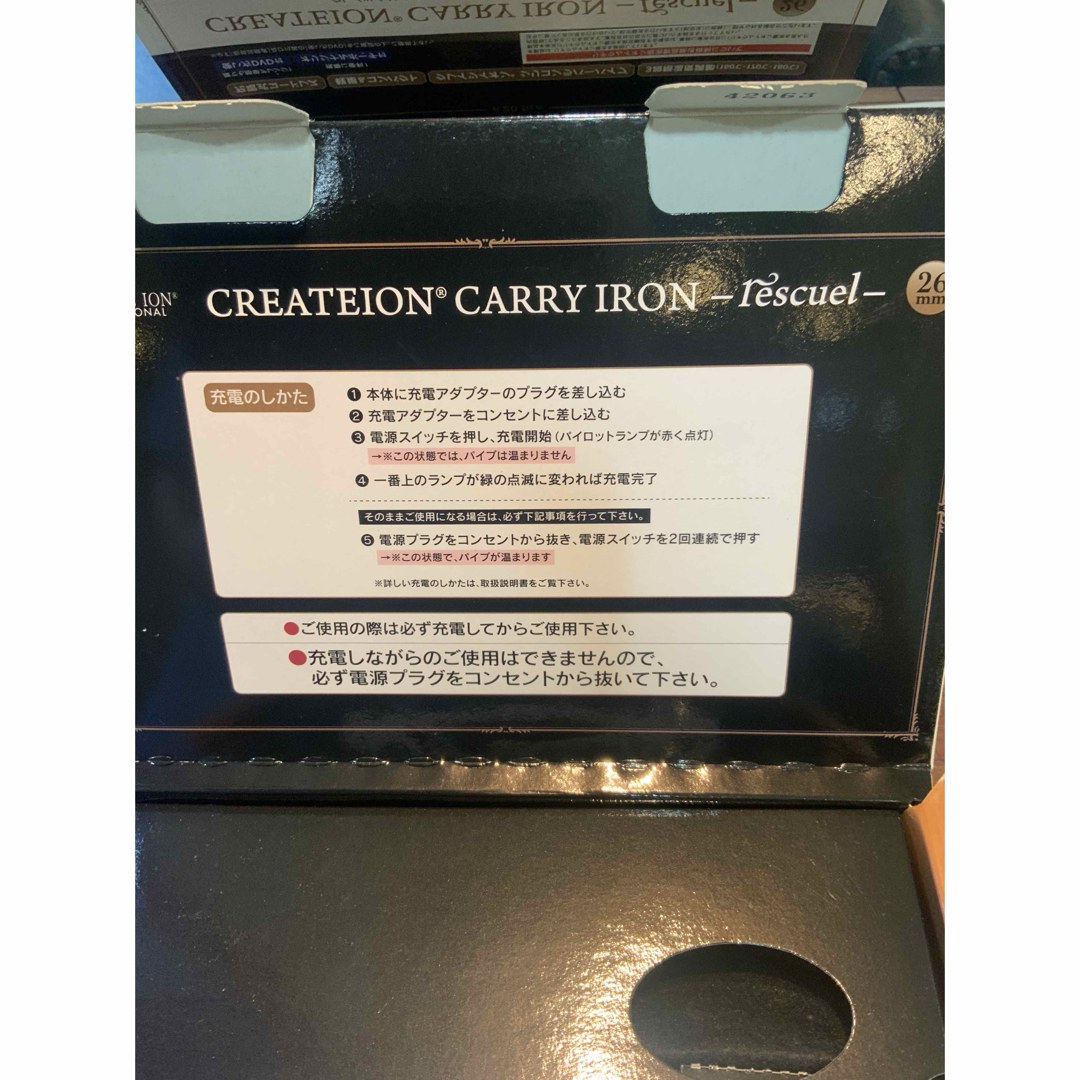 CREATEION® CARRY IRON –rescuel–
26
42063
ION®
ONAL
CREATEION® CARRY IRON –rescuel–
26
mm
充電のしかた
❶ 本体に充電アダプターのプラグを差し込む
❷ 充電アダプターをコンセントに差し込む
❸ 電源スイッチを押し、充電開始（パイロットランプが赤く点灯）
→※この状態では、パイプは温まりません
❹ 一番上のランプが緑の点滅に変われば充電完了
そのままご使用になる場合は、必ず下記事項を行って下さい。
❺ 電源プラグをコンセントから抜き、電源スイッチを2回連続で押す
→※この状態で、パイプが温まります
※詳しい充電のしかたは、取扱説明書をご覧下さい。
●ご使用の際は必ず充電してからご使用下さい。
●充電しながらのご使用はできませんので、
必ず電源プラグをコンセントから抜いて下さい。